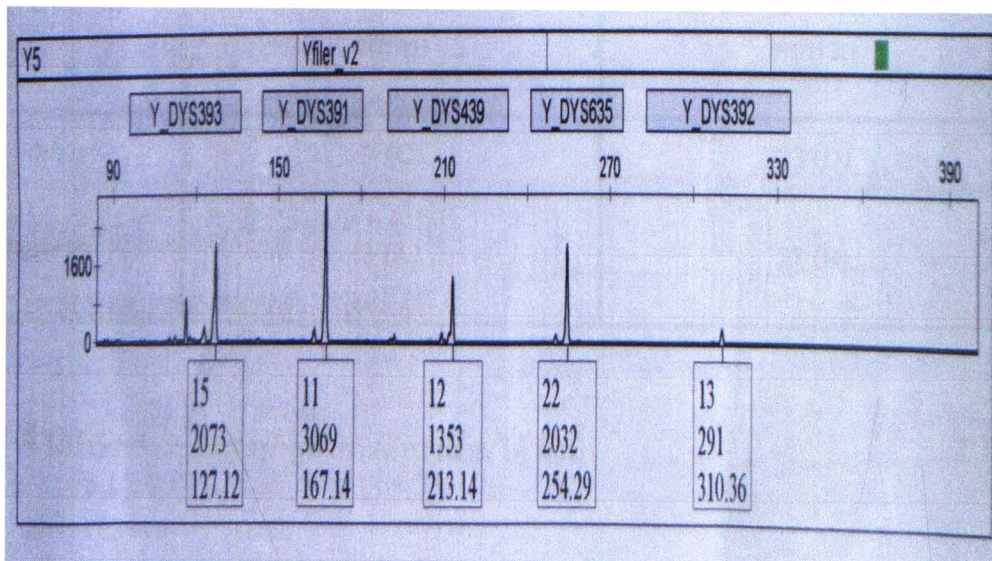 Y5 Yfiler_v2
Y_DYS393 Y_DYS391 Y_DYS439 Y_DYS635 Y_DYS392
90 150 210 270 330 390
1600
0
15 11 12 22 13
2073 3069 1353 2032 291
127.12 167.14 213.14 254.29 310.36